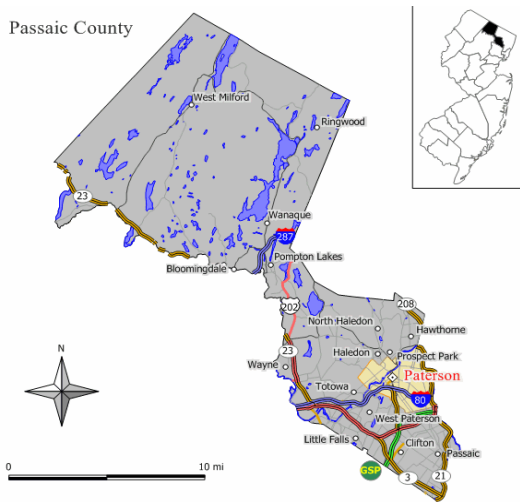 Passaic County
West Milford
Ringwood
23
Wanaque
287
Pompton Lakes
Bloomingdale
202
208
North Haledon
Hawthorne
23
Haledon
Prospect Park
Wayne
Paterson
Totowa
80
West Paterson
Little Falls
Clifton
Passaic
GSP
3
21
N
0
10 mi